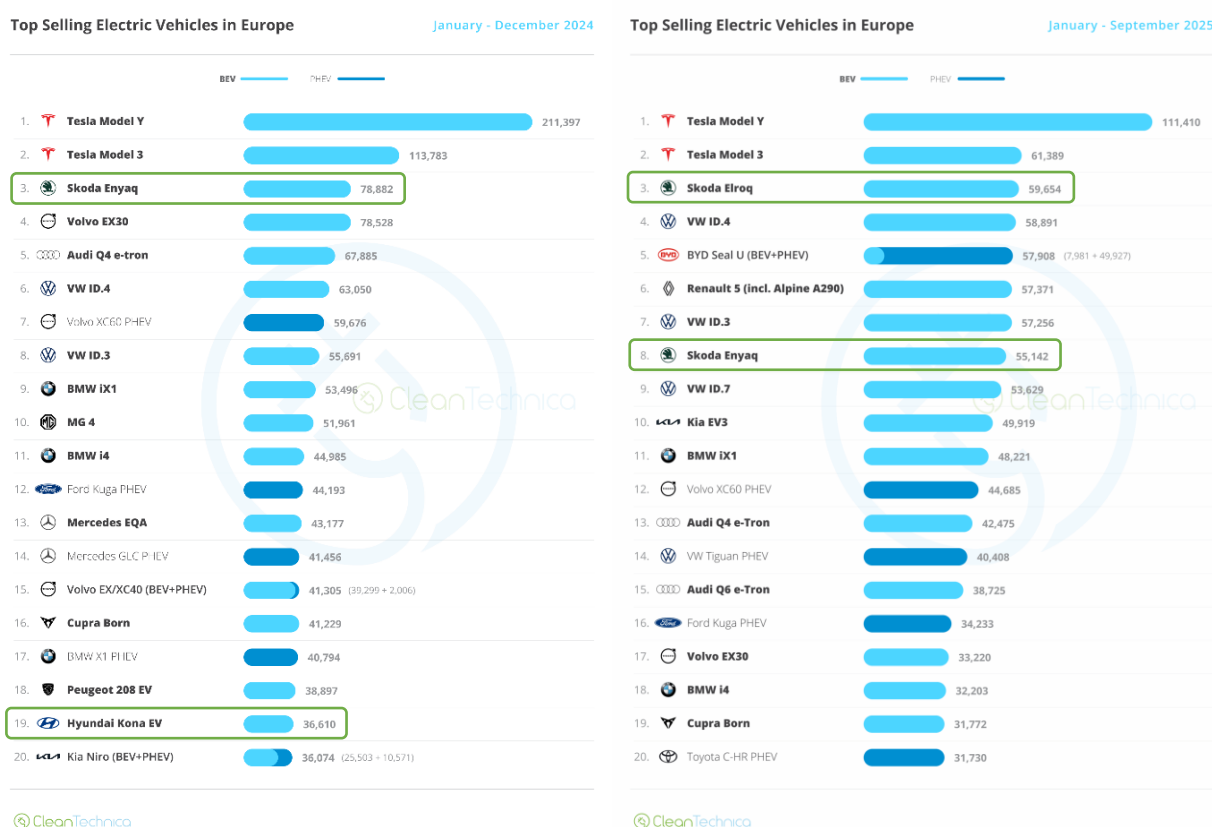 Top Selling Electric Vehicles in Europe
January - December 2024
BEV
PHEV
1. Tesla Model Y 211,397
2. Tesla Model 3 113,783
3. Skoda Enyaq 78,882
4. Volvo EX30 78,528
5. Audi Q4 e-tron 67,885
6. VW ID.4 63,050
7. Volvo XC60 PHEV 59,676
8. VW ID.3 55,691
9. BMW iX1 53,496
10. MG 4 51,961
11. BMW i4 44,985
12. Ford Kuga PHEV 44,193
13. Mercedes EQA 43,177
14. Mercedes GLC PHEV 41,456
15. Volvo EX/XC40 (BEV+PHEV) 41,305 (39,299 + 2,006)
16. Cupra Born 41,229
17. BMW X1 PHEV 40,794
18. Peugeot 208 EV 38,897
19. Hyundai Kona EV 36,610
20. Kia Niro (BEV+PHEV) 36,074 (25,503 + 10,571)
CleanTechnica
CleanTechnica
Top Selling Electric Vehicles in Europe
January - September 2025
BEV
PHEV
1. Tesla Model Y 111,410
2. Tesla Model 3 61,389
3. Skoda Elroq 59,654
4. VW ID.4 58,891
5. BYD Seal U (BEV+PHEV) 57,908 (7,981 + 49,927)
6. Renault 5 (incl. Alpine A290) 57,371
7. VW ID.3 57,256
8. Skoda Enyaq 55,142
9. VW ID.7 53,629
10. Kia EV3 49,919
11. BMW iX1 48,221
12. Volvo XC60 PHEV 44,685
13. Audi Q4 e-Tron 42,475
14. VW Tiguan PHEV 40,408
15. Audi Q6 e-Tron 38,725
16. Ford Kuga PHEV 34,233
17. Volvo EX30 33,220
18. BMW i4 32,203
19. Cupra Born 31,772
20. Toyota C-HR PHEV 31,730
CleanTechnica
CleanTechnica